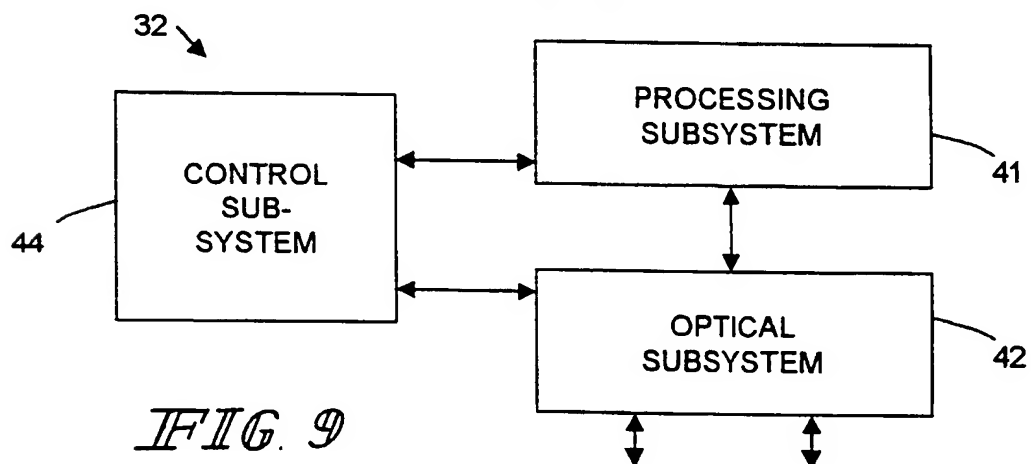 32
PROCESSING
SUBSYSTEM
41
CONTROL
SUB-
SYSTEM
44
OPTICAL
SUBSYSTEM
42
FIG. 9